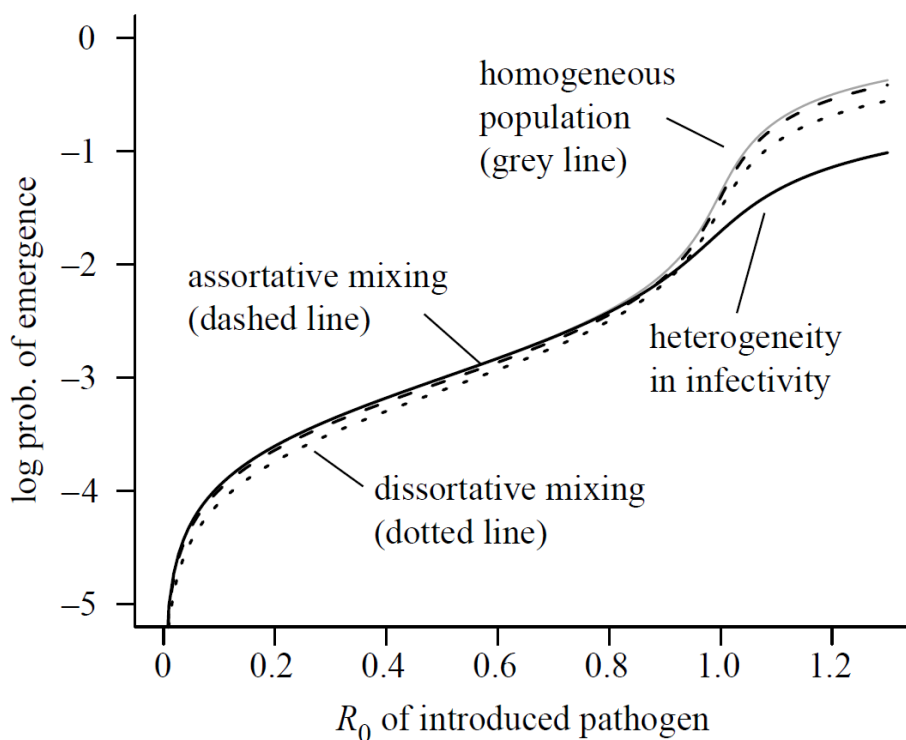 0
−1
−2
−3
−4
−5
log prob. of emergence
homogeneous
population
(grey line)
assortative mixing
(dashed line)
heterogeneity
in infectivity
dissortative mixing
(dotted line)
0 0.2 0.4 0.6 0.8 1.0 1.2
R0 of introduced pathogen